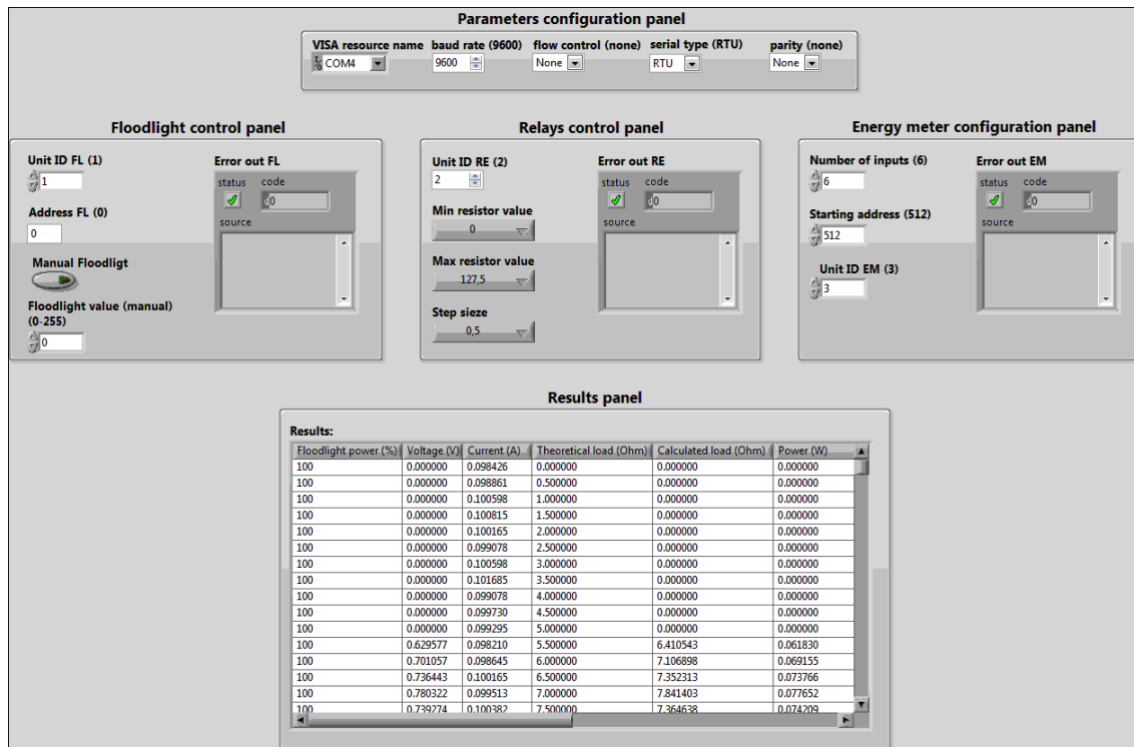 Parameters configuration panel
VISA resource name baud rate (9600) flow control (none) serial type (RTU) parity (none)
COM4 9600 None RTU None
Floodlight control panel
Unit ID FL (1) Error out FL
1 status code
0
Address FL (0) source
0
Manual Floodligt
Floodlight value (manual)
(0-255)
0
Relays control panel
Unit ID RE (2) Error out RE
2 status code
0
Min resistor value source
0
Max resistor value
127,5
Step sieze
0,5
Energy meter configuration panel
Number of inputs (6) Error out EM
6 status code
0
Starting address (512) source
512
Unit ID EM (3)
3
Results panel
Results:
Floodlight power (%) Voltage (V) Current (A) Theoretical load (Ohm) Calculated load (Ohm) Power (W)
100 0.000000 0.098426 0.000000 0.000000 0.000000
100 0.000000 0.098861 0.500000 0.000000 0.000000
100 0.000000 0.100598 1.000000 0.000000 0.000000
100 0.000000 0.100815 1.500000 0.000000 0.000000
100 0.000000 0.100165 2.000000 0.000000 0.000000
100 0.000000 0.099078 2.500000 0.000000 0.000000
100 0.000000 0.100598 3.000000 0.000000 0.000000
100 0.000000 0.101685 3.500000 0.000000 0.000000
100 0.000000 0.099078 4.000000 0.000000 0.000000
100 0.000000 0.099730 4.500000 0.000000 0.000000
100 0.000000 0.099295 5.000000 0.000000 0.000000
100 0.629577 0.098210 5.500000 6.410543 0.061830
100 0.701057 0.098645 6.000000 7.106898 0.069155
100 0.736443 0.100165 6.500000 7.352313 0.073766
100 0.780322 0.099513 7.000000 7.841403 0.077652
100 0.739274 0.100382 7.500000 7.364638 0.074209